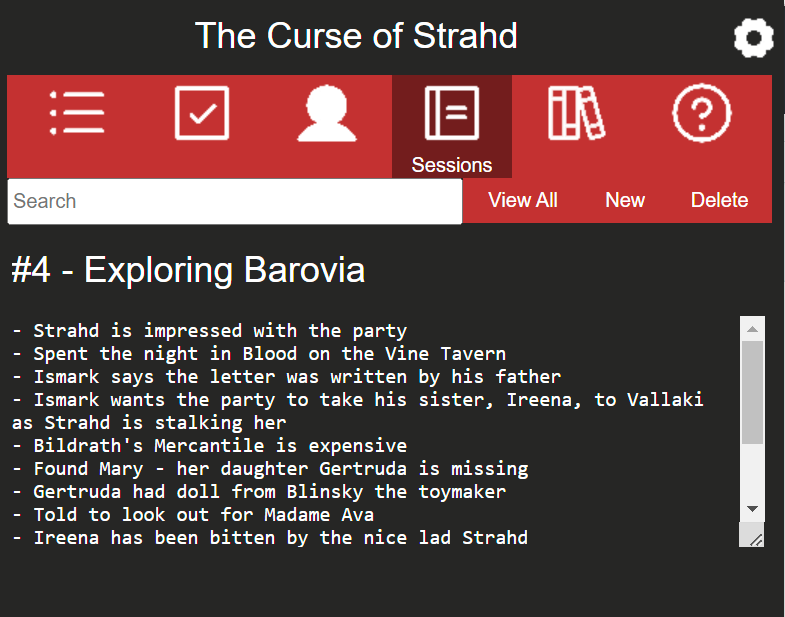 The Curse of Strahd
Sessions
Search
View All
New
Delete
#4 - Exploring Barovia
- Strahd is impressed with the party
- Spent the night in Blood on the Vine Tavern
- Ismark says the letter was written by his father
- Ismark wants the party to take his sister, Ireena, to Vallaki
as Strahd is stalking her
- Bildrath's Mercantile is expensive
- Found Mary - her daughter Gertruda is missing
- Gertruda had doll from Blinsky the toymaker
- Told to look out for Madame Ava
- Ireena has been bitten by the nice lad Strahd